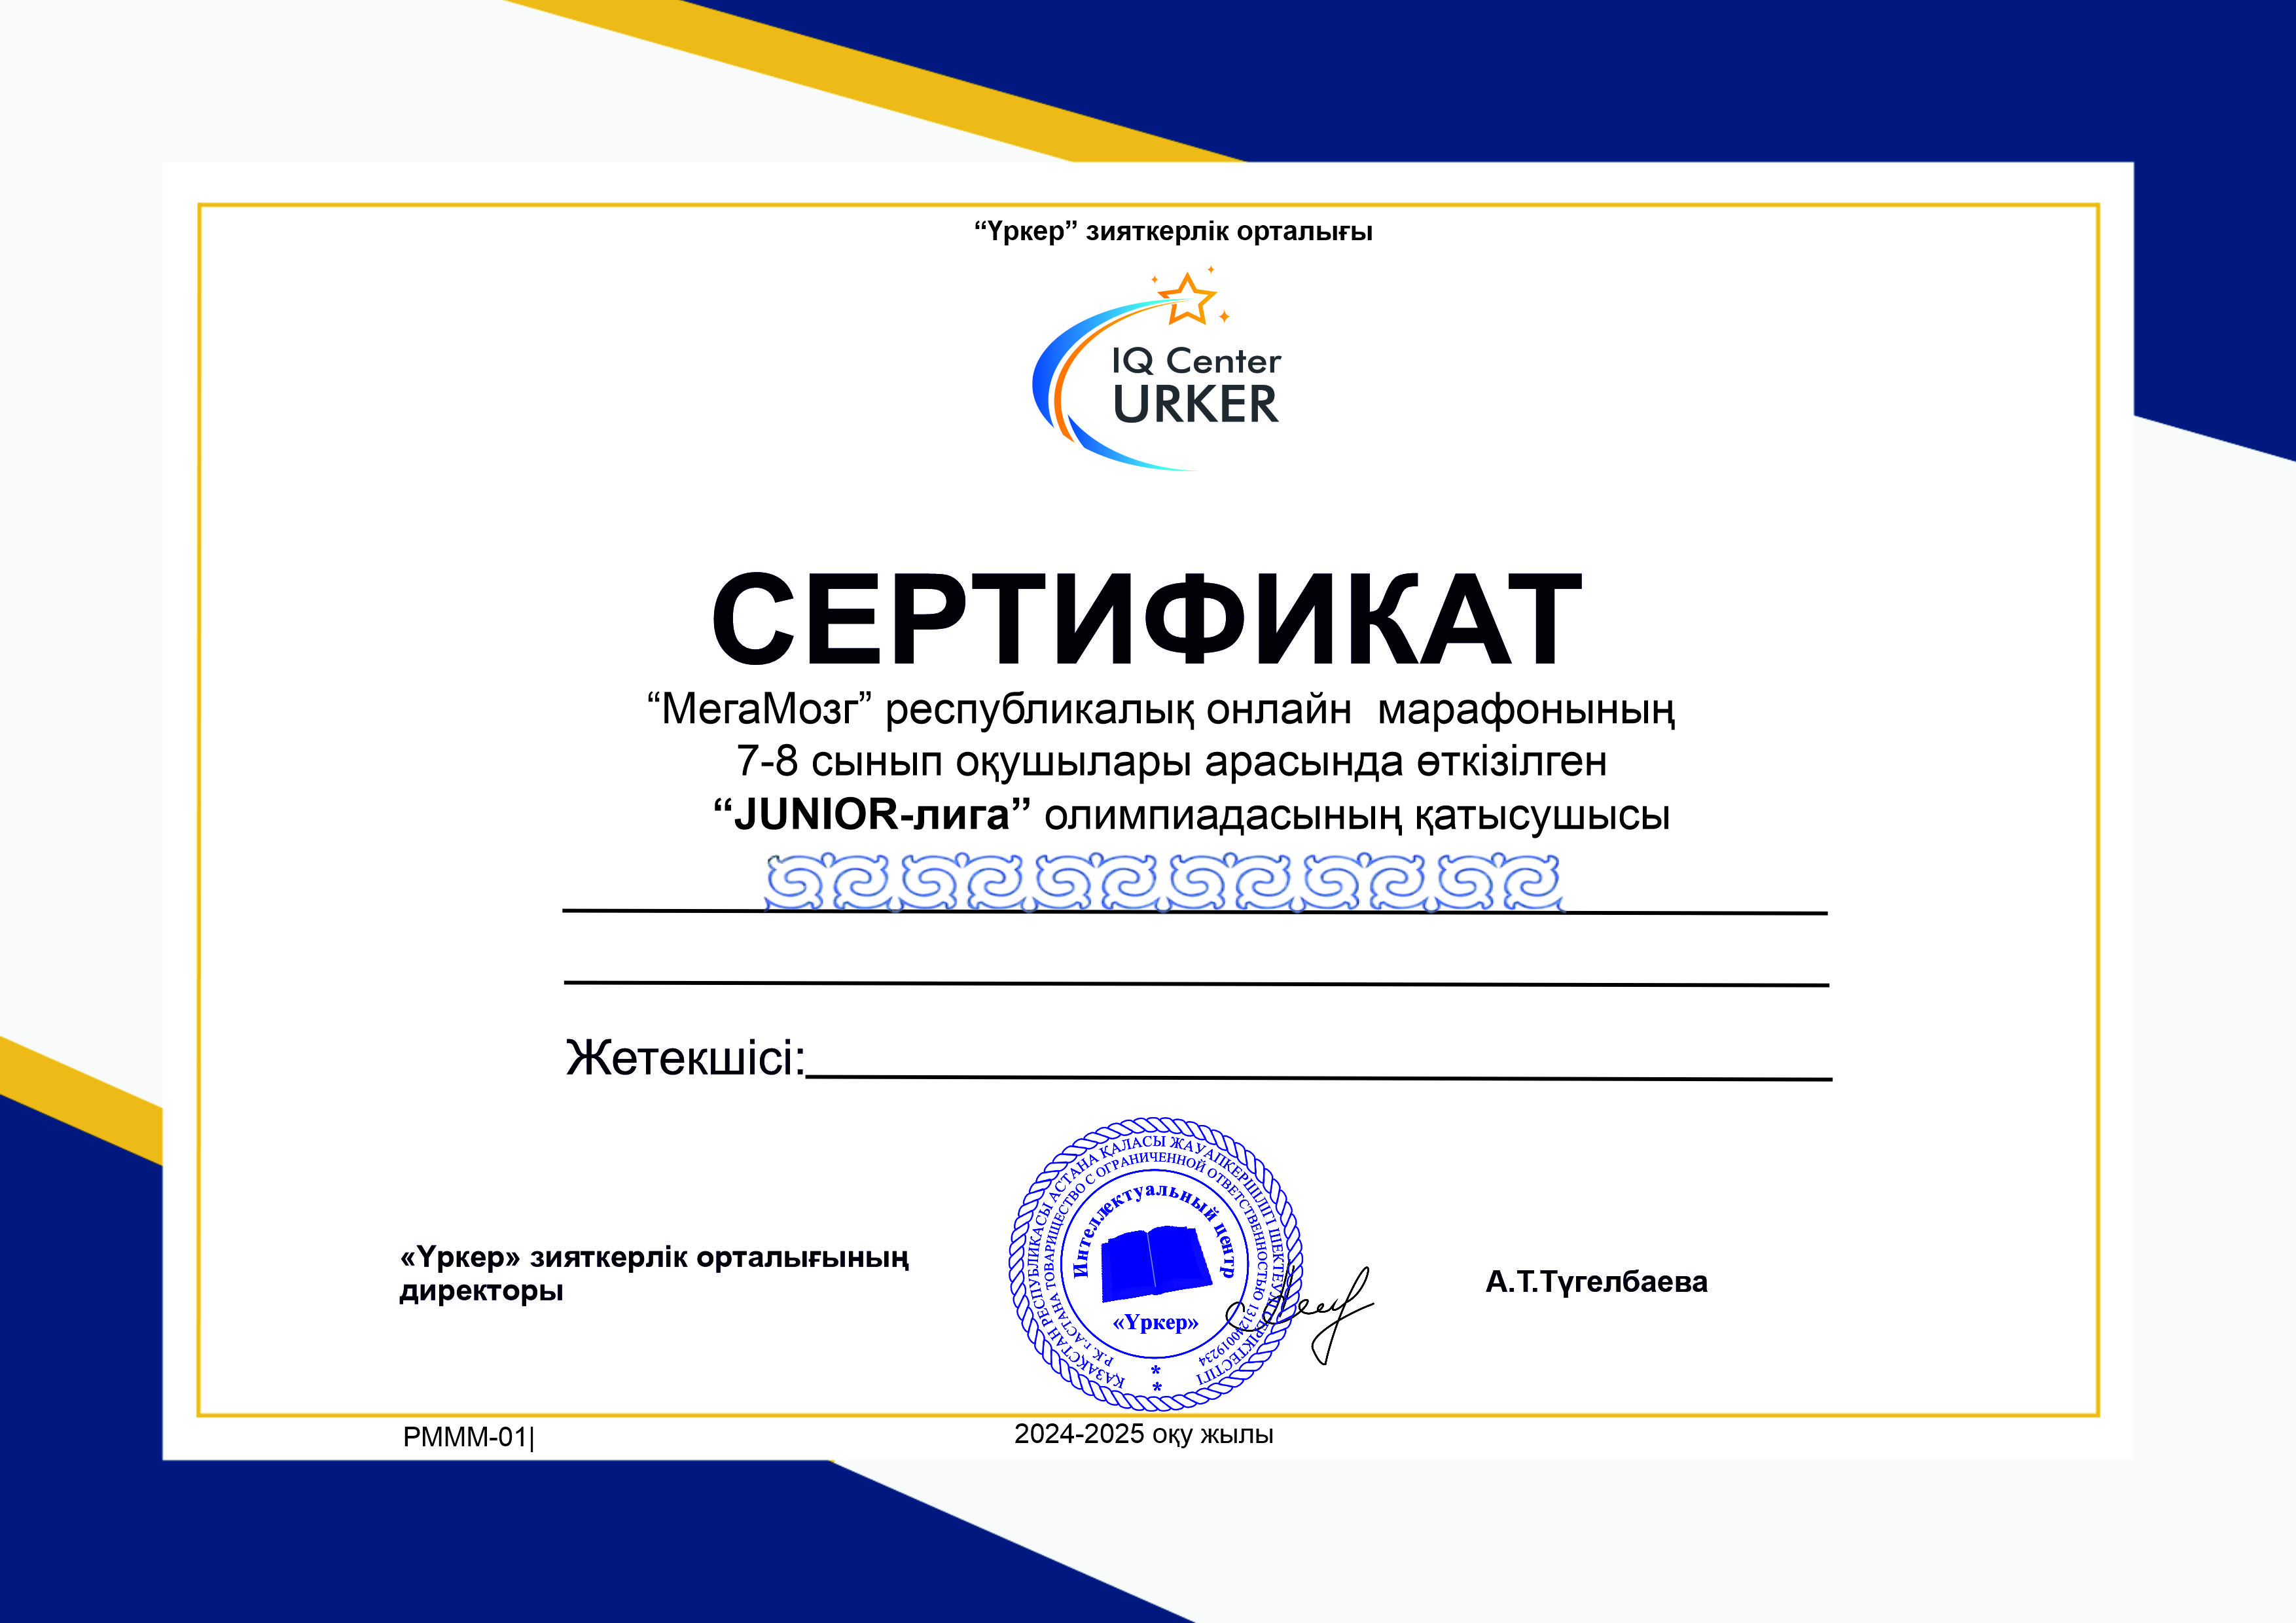 “Үркер” зияткерлік орталығы
IQ Center
URKER
СЕРТИФИКАТ
“МегаМозг” республикалық онлайн марафонының
7-8 сынып оқушылары арасында өткізілген
“JUNIOR-лига” олимпиадасының қатысушысы
Жетекшісі:
ҚАЗАҚСТАН РЕСПУБЛИКАСЫ АСТАНА ҚАЛАСЫ ЖАУАПКЕРШІЛІГІ ШЕКТЕУЛІ СЕРІКТЕСТІГІ
Р.К. Г.АСТАНА ТОВАРИЩЕСТВО С ОГРАНИЧЕННОЙ ОТВЕТСТВЕННОСТЬЮ
Интеллектуальный центр
«Үркер»
«Үркер» зияткерлік орталығының
директоры
А.Т.Түгелбаева
РМММ-01|
2024-2025 оқу жылы